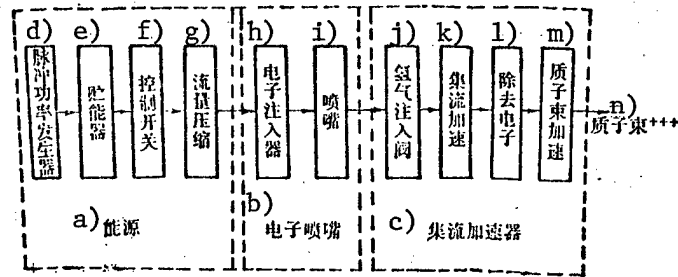 d) e) f) g) h) i) j) k) l) m)
脉冲功率发生器
贮能器
控制开关
流量压缩
电子注入器
喷嘴
氢气注入阀
集流加速
除去电子
质子束加速
n)
质子束+++
a) 能源
b) 电子喷嘴
c) 集流加速器